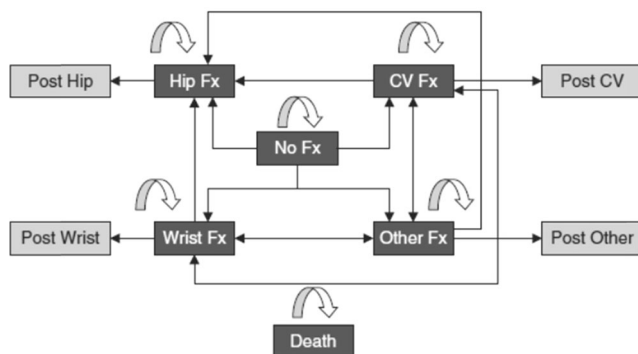 Post Hip
Hip Fx
CV Fx
Post CV
No Fx
Post Wrist
Wrist Fx
Other Fx
Post Other
Death